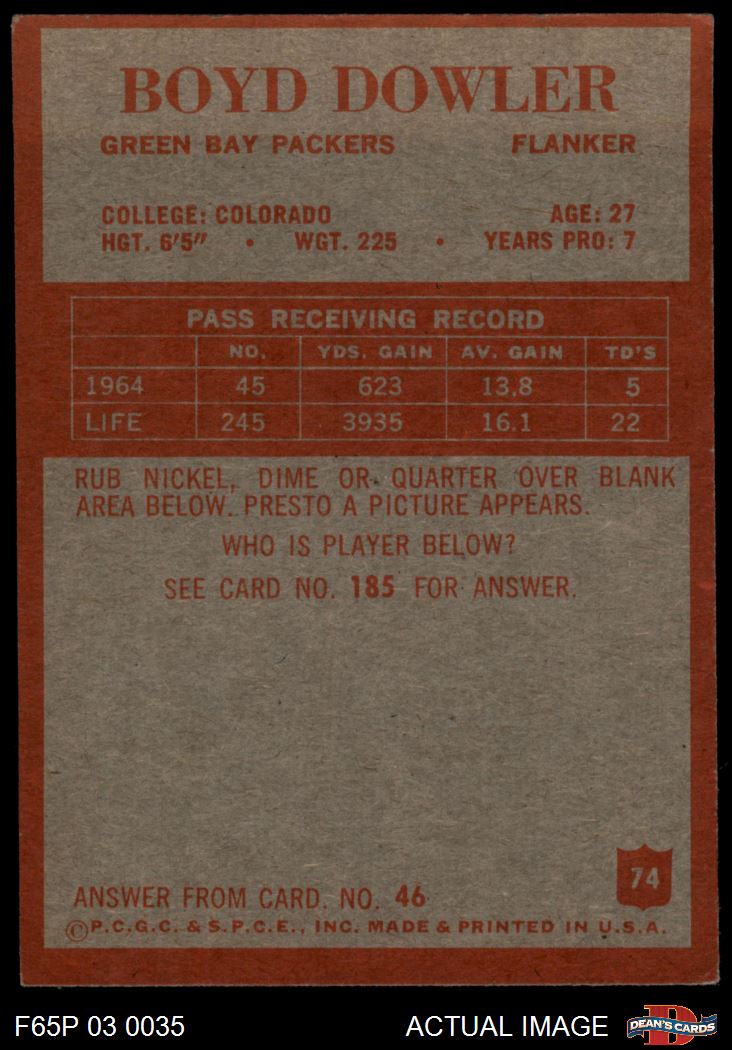 BOYD DOWLER
GREEN BAY PACKERS FLANKER
COLLEGE: COLORADO AGE: 27
HGT. 6'5" • WGT. 225 • YEARS PRO: 7
PASS RECEIVING RECORD
NO. YDS. GAIN AV. GAIN TD'S
1964 45 623 13.8 5
LIFE 245 3935 16.1 22
RUB NICKEL, DIME OR QUARTER OVER BLANK
AREA BELOW. PRESTO A PICTURE APPEARS.
WHO IS PLAYER BELOW?
SEE CARD NO. 185 FOR ANSWER.
74
ANSWER FROM CARD. NO. 46
©P.C.G.C. & S.P.C.E., INC. MADE & PRINTED IN U.S.A.
F65P 03 0035 ACTUAL IMAGE D DEAN'S CARDS